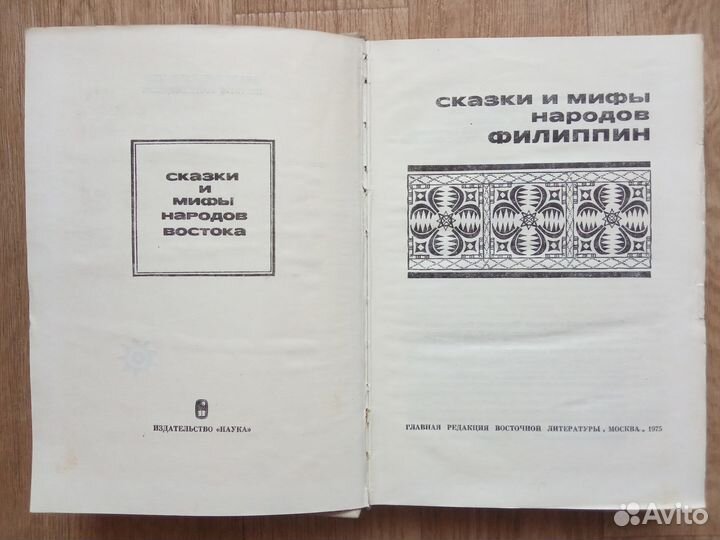 сказки
и
мифы
народов
востока
ИЗДАТЕЛЬСТВО «НАУКА»
сказки и мифы
народов
ФИЛИППИН
ГЛАВНАЯ РЕДАКЦИЯ ВОСТОЧНОЙ ЛИТЕРАТУРЫ, МОСКВА, 1975
Avito